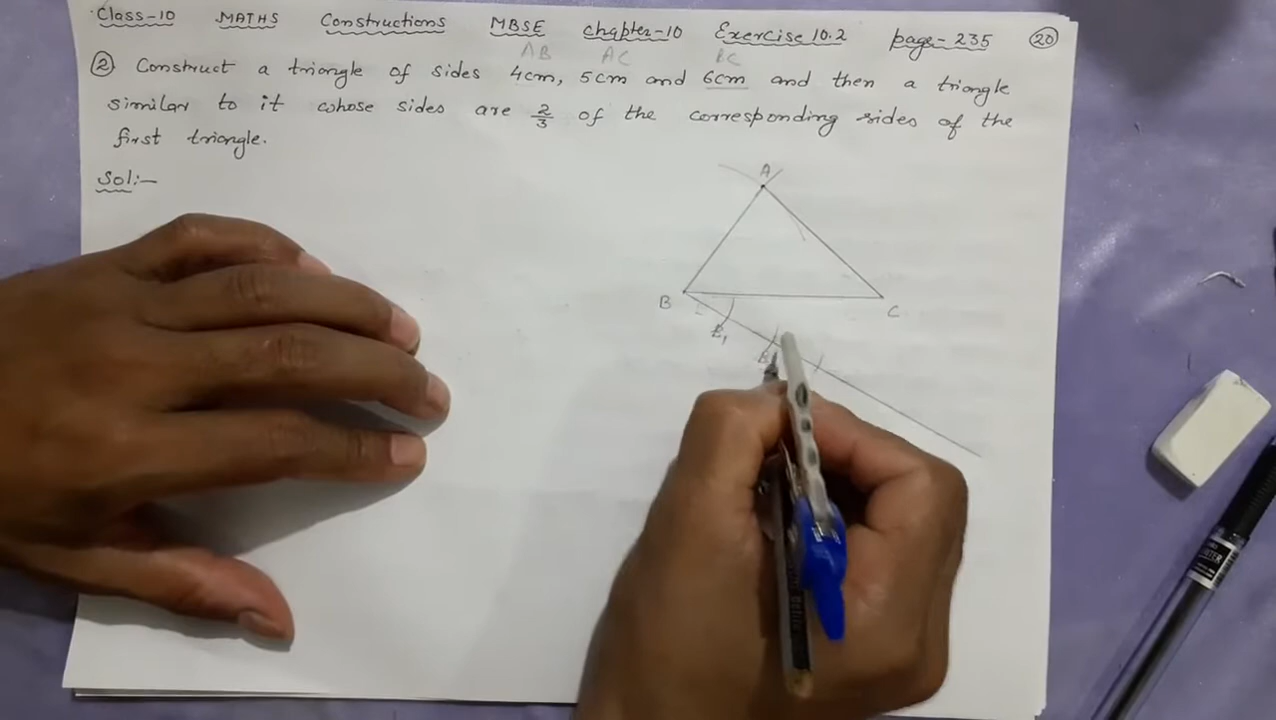 Class-10 MATHS Constructions MBSE chapter-10 Exercise 10.2 page-235 20
AB AC BC
② Construct a triangle of sides 4cm, 5cm and 6cm and then a triangle
similar to it whose sides are 2/3 of the corresponding sides of the
first triangle.
Sol:-
A
B C
B₁
B